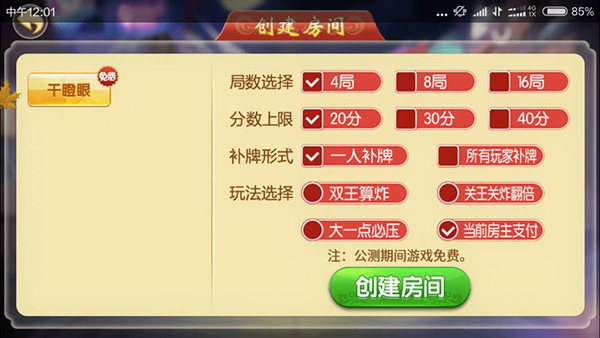 中午12:01
4G
1X
85%
创建房间
干瞪眼
免费
局数选择 4局 8局 16局
分数上限 20分 30分 40分
补牌形式 一人补牌 所有玩家补牌
玩法选择 双王算炸 关王关炸翻倍
大一点必压 当前房主支付
注：公测期间游戏免费。
创建房间